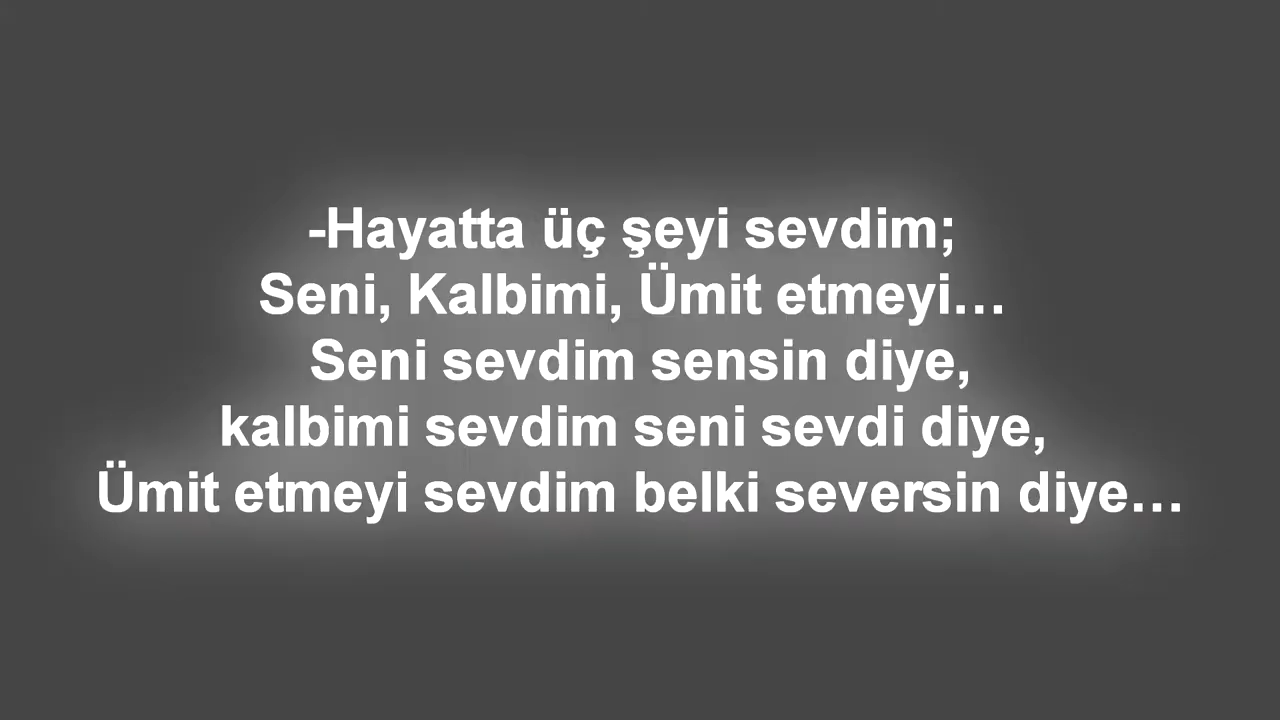 -Hayatta üç şeyi sevdim;
Seni, Kalbimi, Ümit etmeyi…
Seni sevdim sensin diye,
kalbimi sevdim seni sevdi diye,
Ümit etmeyi sevdim belki seversin diye…